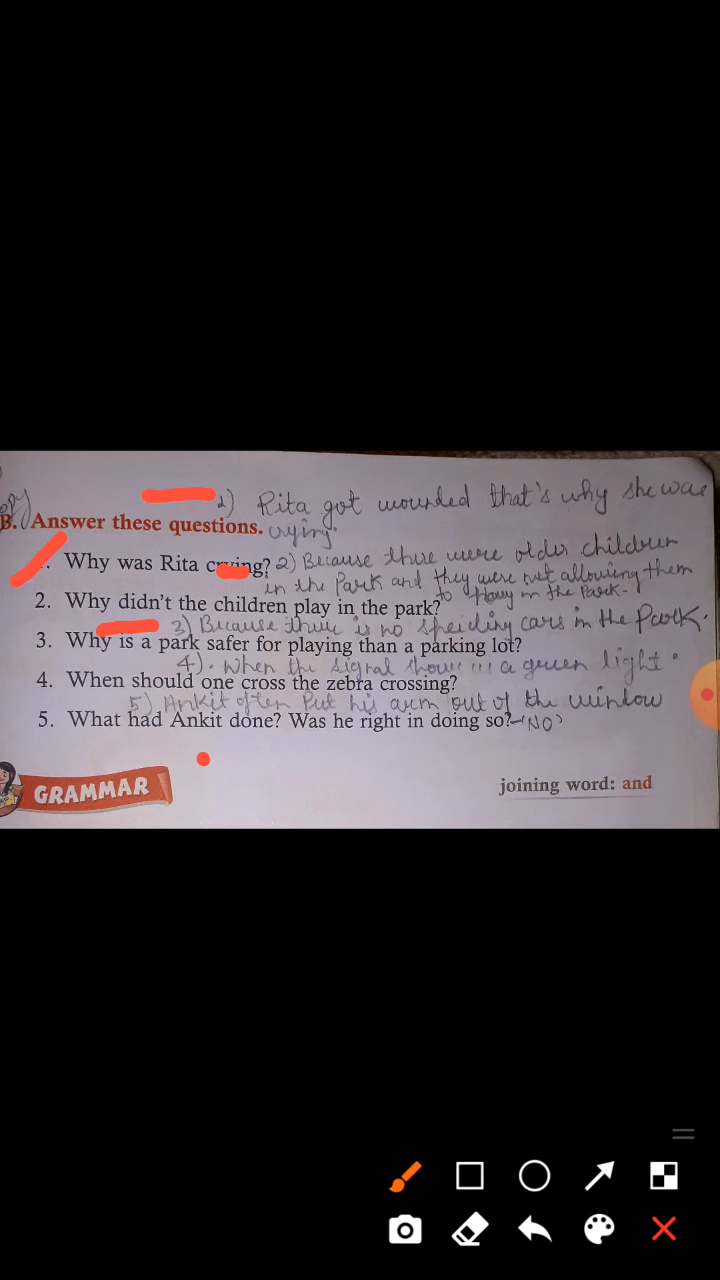 1) Rita got wounded that's why she was
B. Answer these questions. crying.
Why was Rita crying? 2) Because there were older children
in the Park and they were not allowing them
to play in the Park.
2. Why didn't the children play in the park?
3) Because there is no speiding cars in the Park.
3. Why is a park safer for playing than a parking lot?
4). When the signal shows a green light.
4. When should one cross the zebra crossing?
5) Ankit often Put his arm out of the window
5. What had Ankit done? Was he right in doing so? 'NO'
GRAMMAR
joining word: and